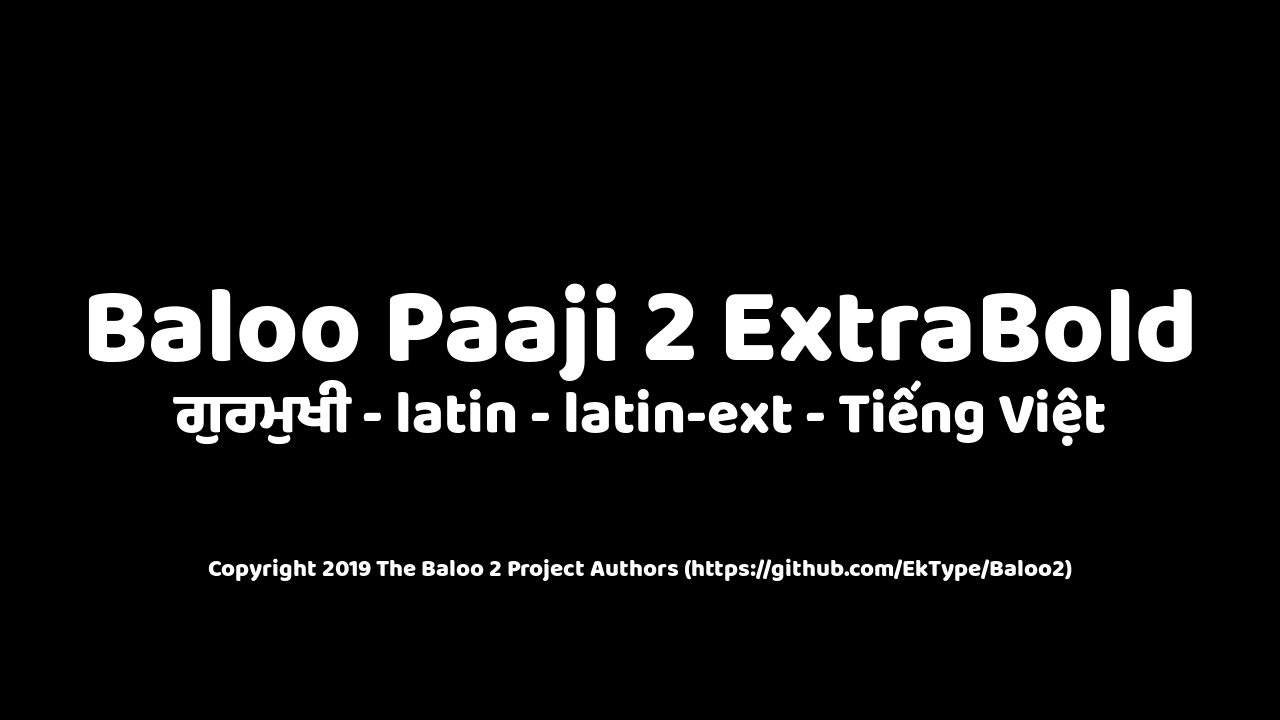 Baloo Paaji 2 ExtraBold
ਗੁਰਮੁਖੀ - latin - latin-ext - Tiếng Việt
Copyright 2019 The Baloo 2 Project Authors (https://github.com/EkType/Baloo2)